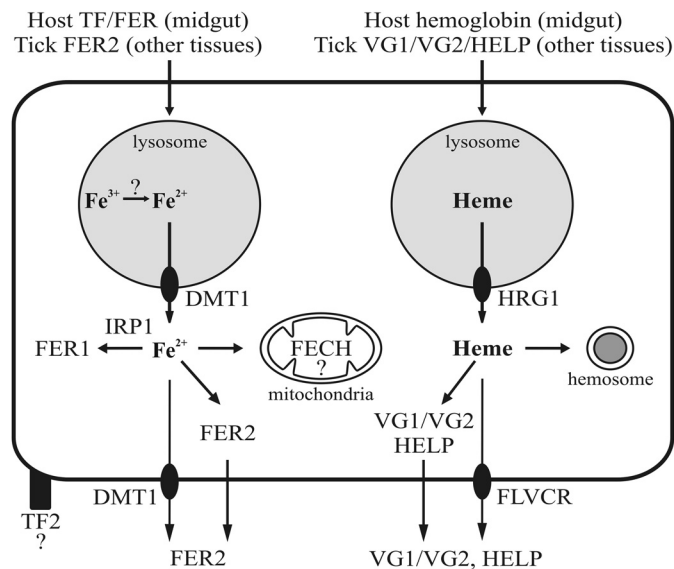 Host TF/FER (midgut)
Tick FER2 (other tissues)
Host hemoglobin (midgut)
Tick VG1/VG2/HELP (other tissues)
lysosome
lysosome
Fe³⁺ ? Fe²⁺
Heme
DMT1
HRG1
IRP1
FER1 Fe²⁺
FECH
?
mitochondria
Heme
hemosome
FER2
VG1/VG2
HELP
DMT1
FLVCR
TF2
?
FER2
VG1/VG2, HELP